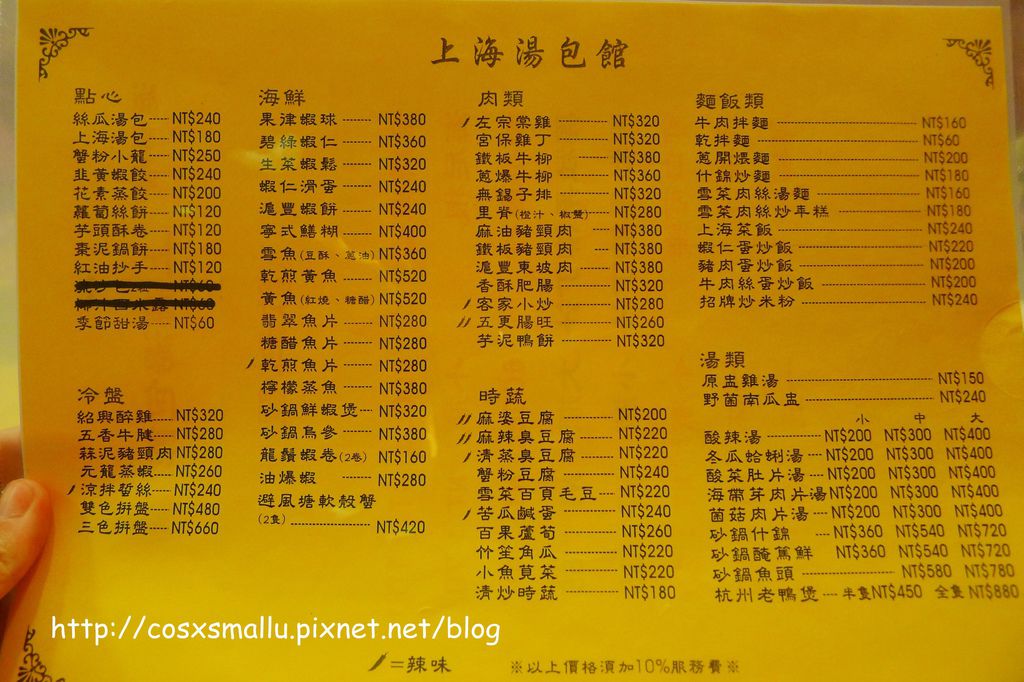 上海湯包館
點心
絲瓜湯包----NT$240
上海湯包----NT$180
蟹粉小籠----NT$250
韭黃蝦餃----NT$240
花素蒸餃----NT$200
蘿蔔絲餅----NT$120
芋頭酥卷----NT$120
棗泥鍋餅----NT$180
紅油抄手----NT$120
NT$60
椰汁西米露 NT$60
季節甜湯---- NT$60
冷盤
紹興醉雞----NT$320
五香牛腱----NT$280
蒜泥豬頸肉NT$280
元龍蒸蝦----NT$260
涼拌蜇絲----NT$240
雙色拼盤----NT$480
三色拼盤----NT$660
海鮮
果律蝦球 ------ NT$380
碧綠蝦仁 ------ NT$360
生菜蝦鬆 ------ NT$320
蝦仁滑蛋 ------ NT$240
滬豐蝦餅 ------ NT$240
寧式鱔糊 ------ NT$400
雪魚(豆酥、蔥油)NT$360
乾煎黃魚 ------ NT$520
黃魚(紅燒、糖醋)NT$520
翡翠魚片 ------ NT$280
糖醋魚片 ------ NT$280
乾煎魚片 ------ NT$280
檸檬蒸魚 ------ NT$380
砂鍋鮮蝦煲--- NT$320
砂鍋烏參 ------ NT$380
龍鬚蝦卷(2卷) NT$160
油爆蝦 ------ NT$280
避風塘軟殼蟹
(2隻) ---------------- NT$420
肉類
左宗棠雞 ------------ NT$320
宮保雞丁 ------------ NT$320
鐵板牛柳 ------------ NT$380
蔥爆牛柳 ------------ NT$360
無錫子排 ------------ NT$320
里脊(橙汁、椒鹽)---- NT$280
麻油豬頸肉 --- NT$380
鐵板豬頸肉 --- NT$380
滬豐東坡肉 -------- NT$380
香酥肥腸 ------------ NT$320
客家小炒 ------------ NT$280
五更腸旺 ------------ NT$260
芋泥鴨餅 ------------ NT$320
時蔬
麻婆豆腐 ------------ NT$200
麻辣臭豆腐 -------- NT$220
清蒸臭豆腐 -------- NT$220
蟹粉豆腐 ------------ NT$240
雪菜百頁毛豆---- NT$220
苦瓜鹹蛋 ------------ NT$240
百果蘆筍 ------------ NT$260
竹笙角瓜 ------------ NT$220
小魚莧菜 ------------ NT$220
清炒時蔬 ------------ NT$180
麵飯類
牛肉拌麵 ------------------------ NT$160
乾拌麵 ------------------------ NT$60
蔥開煨麵 ------------------------ NT$200
什錦炒麵 ------------------------ NT$180
雪菜肉絲湯麵 -------------------- NT$160
雪菜肉絲炒年糕 ---------------- NT$180
上海菜飯 ------------------------ NT$240
蝦仁蛋炒飯 ---------------------- NT$220
豬肉蛋炒飯 ---------------------- NT$200
牛肉絲蛋炒飯 -------------------- NT$200
招牌炒米粉 ---------------------- NT$240
湯類
原盅雞湯 ------------------------ NT$150
野菌南瓜盅 ---------------------- NT$240
小 中 大
酸辣湯------------NT$200 NT$300 NT$400
冬瓜蛤蜊湯---NT$200 NT$300 NT$400
酸菜肚片湯---NT$200 NT$300 NT$400
海帶芽肉片湯NT$200 NT$300 NT$400
菌菇肉片湯---NT$200 NT$300 NT$400
砂鍋什錦 ----NT$360 NT$540 NT$720
砂鍋醃篤鮮 NT$360 NT$540 NT$720
砂鍋魚頭 ---------------- NT$580 NT$780
杭州老鴨煲---半隻NT$450 全隻 NT$880
http://cosxsmallu.pixnet.net/blog
=辣味
※以上價格須加10%服務費※